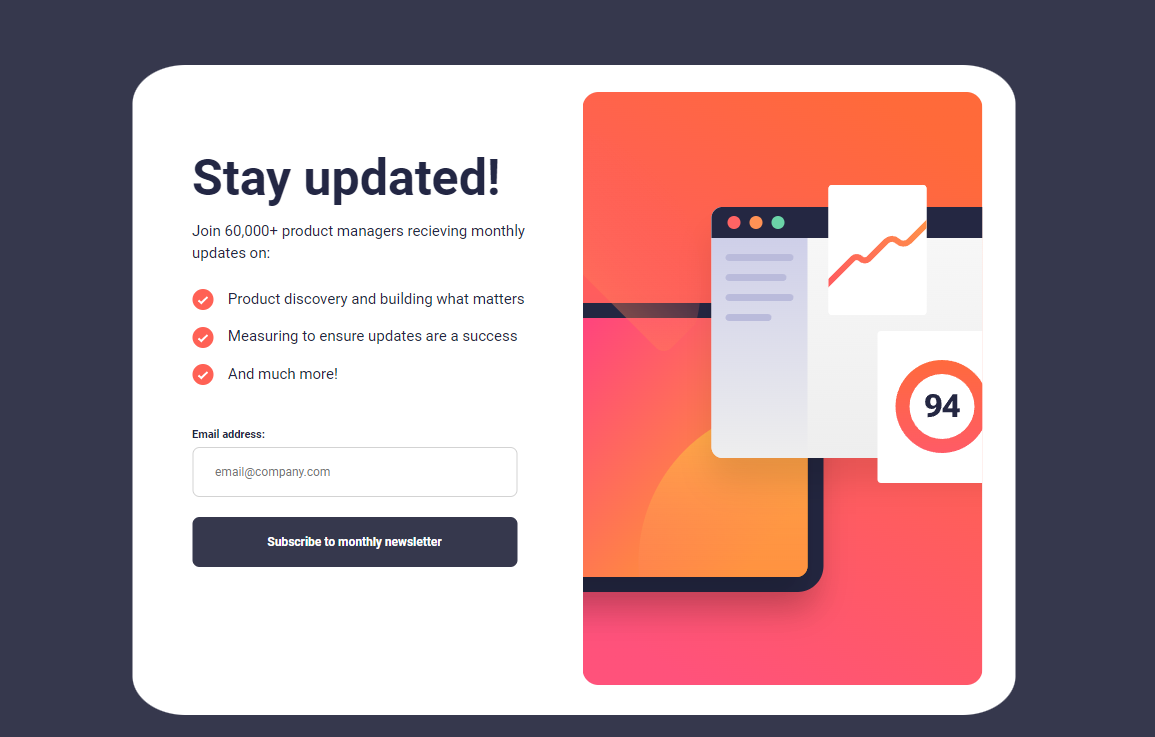 Stay updated!
Join 60,000+ product managers recieving monthly
updates on:
Product discovery and building what matters
Measuring to ensure updates are a success
And much more!
Email address:
email@company.com
Subscribe to monthly newsletter
94